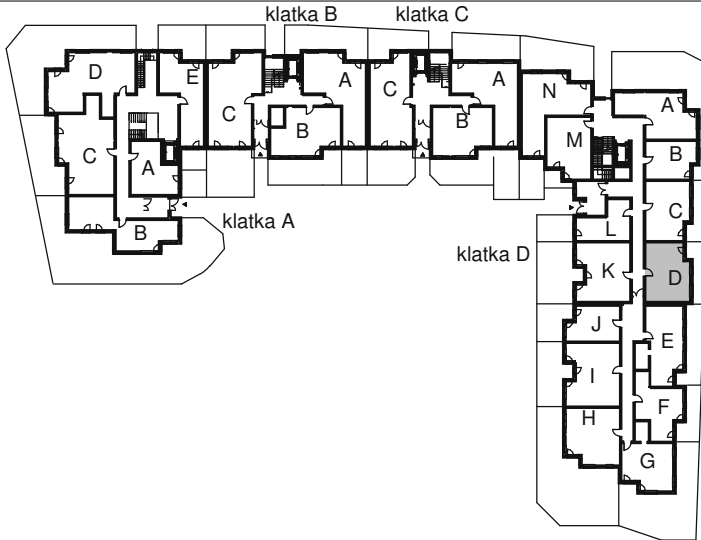 klatka B klatka C
D E C A C A N A
B B M B
C A
C
B klatka A L
klatka D K D
J E
I
H F
G